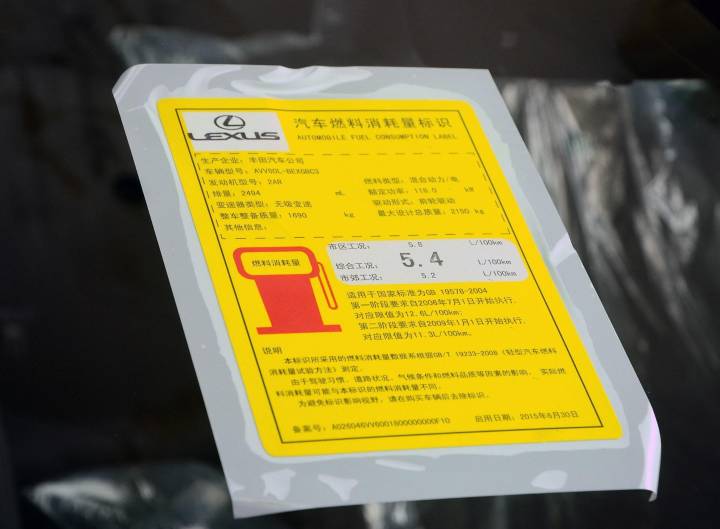 LEXUS
汽车燃料消耗量标识
AUTOMOBILE FUEL CONSUMPTION LABEL
生产企业：丰田汽车公司
车辆型号：AVV60L-BEXQBC3
发动机型号：2AR 燃料类型：混合动力/电
排量：2494 mL 额定功率：118.0 kW
变速器类型：无级变速 驱动形式：前轮驱动
整车整备质量：1690 kg 最大设计总质量：2150 kg
其他信息：
燃料消耗量
市区工况： 5.8 L/100km
综合工况： 5.4 L/100km
市郊工况： 5.2 L/100km
适用于国家标准为GB 19578-2004
第一阶段要求自2006年7月1日开始执行，
对应限值为12.6L/100km；
第二阶段要求自2009年1月1日开始执行，
对应限值为11.3L/100km。
说明
本标识所采用的燃料消耗量数据系根据GB/T 19233-2008《轻型汽车燃
料消耗量试验方法》测定。
由于驾驶习惯、道路状况、气候条件和燃料品质等因素的影响，实际燃
料消耗量可能与本标识的燃料消耗量不同。
为避免标识影响视野，请在购买车辆后去除标识。
备案号：A026046VV6001800000000F10 启用日期：2015年6月30日